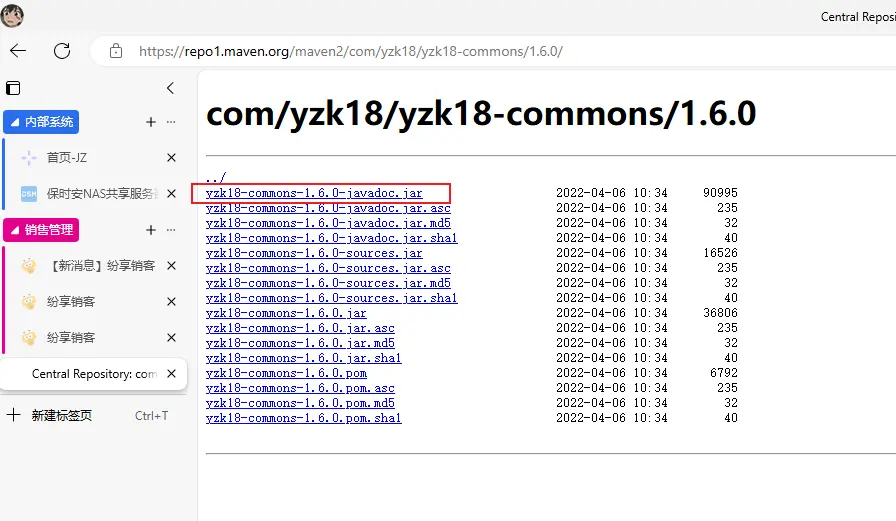 Central Reposi
https://repo1.maven.org/maven2/com/yzk18/yzk18-commons/1.6.0/
内部系统
首页-JZ
DSM 保时安NAS共享服务
销售管理
【新消息】纷享销客
纷享销客
纷享销客
Central Repository: com
新建标签页 Ctrl+T
com/yzk18/yzk18-commons/1.6.0
../
yzk18-commons-1.6.0-javadoc.jar 2022-04-06 10:34 90995
yzk18-commons-1.6.0-javadoc.jar.asc 2022-04-06 10:34 235
yzk18-commons-1.6.0-javadoc.jar.md5 2022-04-06 10:34 32
yzk18-commons-1.6.0-javadoc.jar.sha1 2022-04-06 10:34 40
yzk18-commons-1.6.0-sources.jar 2022-04-06 10:34 16526
yzk18-commons-1.6.0-sources.jar.asc 2022-04-06 10:34 235
yzk18-commons-1.6.0-sources.jar.md5 2022-04-06 10:34 32
yzk18-commons-1.6.0-sources.jar.sha1 2022-04-06 10:34 40
yzk18-commons-1.6.0.jar 2022-04-06 10:34 36806
yzk18-commons-1.6.0.jar.asc 2022-04-06 10:34 235
yzk18-commons-1.6.0.jar.md5 2022-04-06 10:34 32
yzk18-commons-1.6.0.jar.sha1 2022-04-06 10:34 40
yzk18-commons-1.6.0.pom 2022-04-06 10:34 6792
yzk18-commons-1.6.0.pom.asc 2022-04-06 10:34 235
yzk18-commons-1.6.0.pom.md5 2022-04-06 10:34 32
yzk18-commons-1.6.0.pom.sha1 2022-04-06 10:34 40